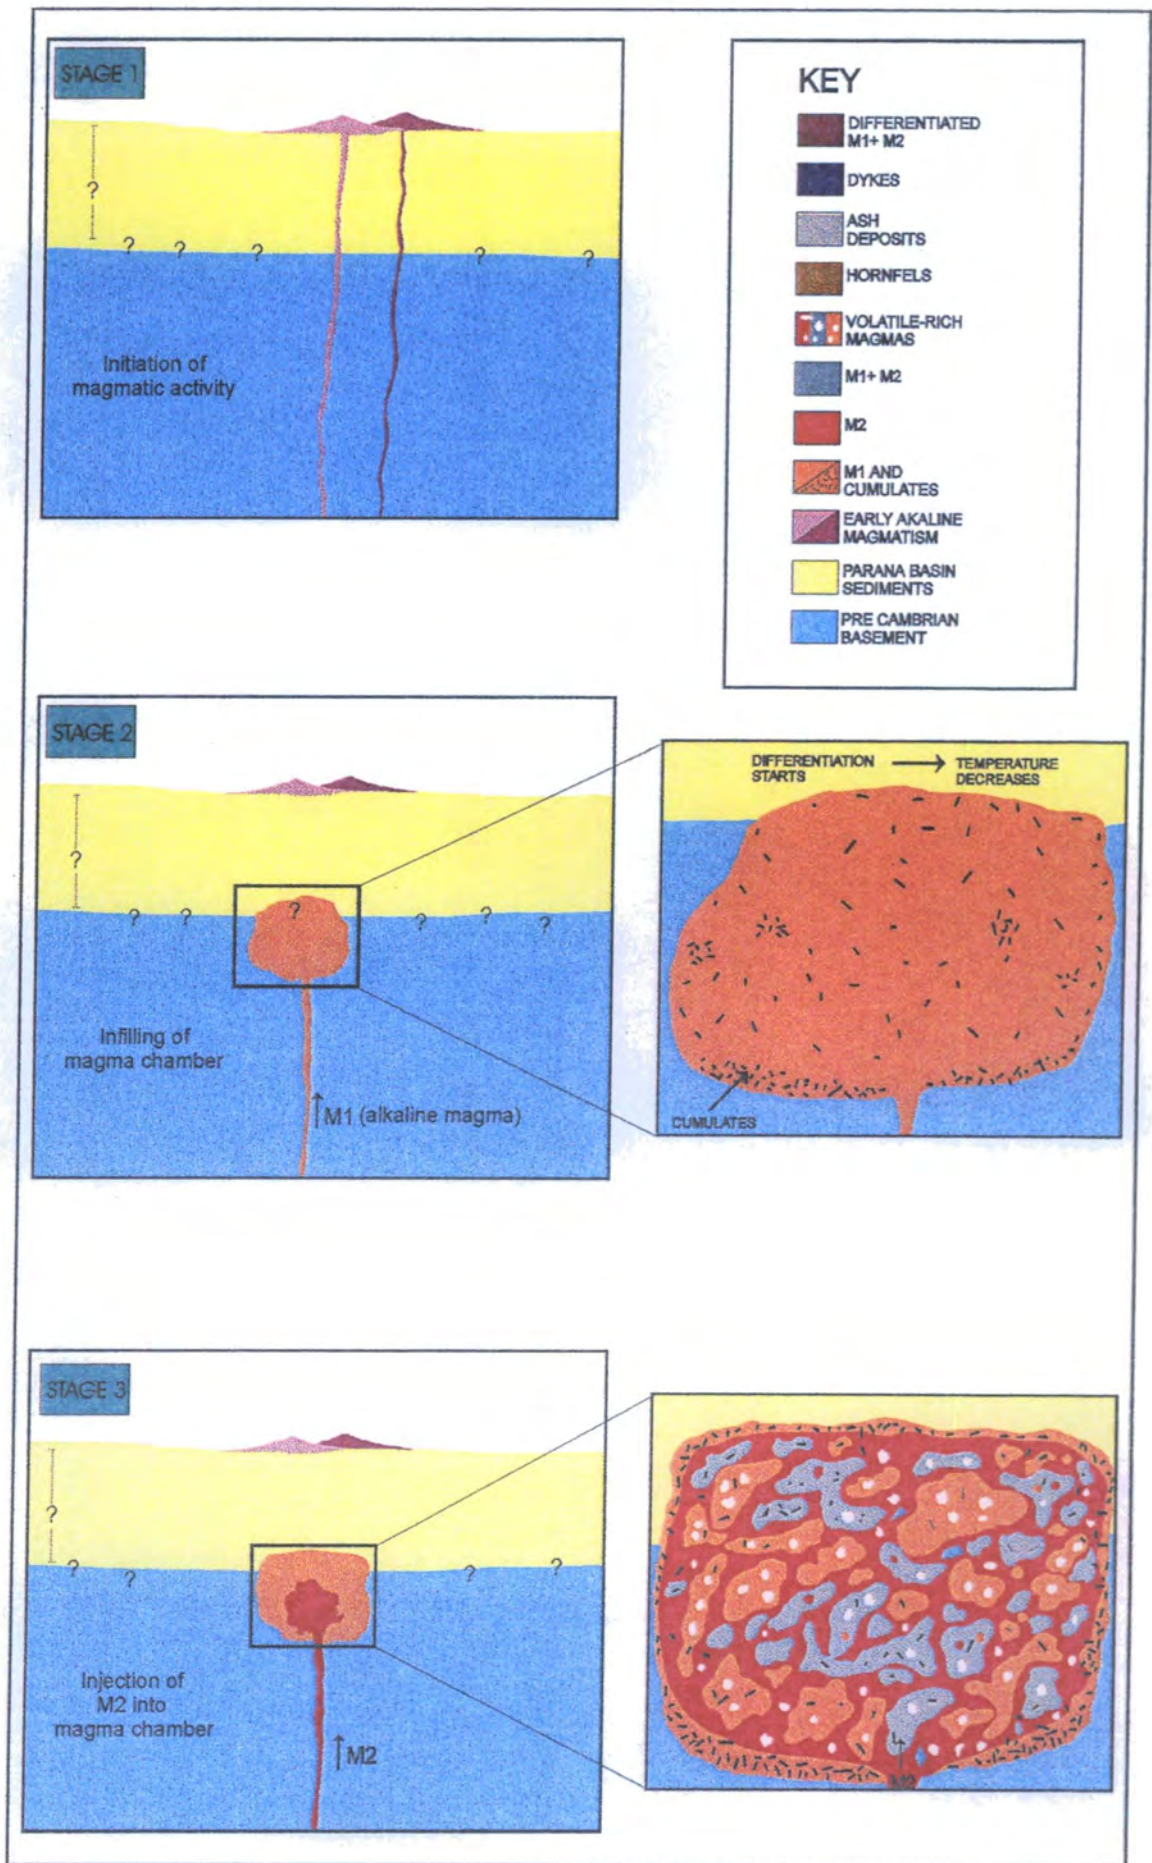 STAGE 1
?
? ? ? ? ?
Initiation of
magmatic activity
KEY
DIFFERENTIATED
M1+ M2
DYKES
ASH
DEPOSITS
HORNFELS
VOLATILE-RICH
MAGMAS
M1+ M2
M2
M1 AND
CUMULATES
EARLY AKALINE
MAGMATISM
PARANA BASIN
SEDIMENTS
PRE CAMBRIAN
BASEMENT
STAGE 2
?
? ? ? ? ? ?
Infilling of
magma chamber
M1 (alkaline magma)
DIFFERENTIATION
STARTS
TEMPERATURE
DECREASES
CUMULATES
STAGE 3
?
? ? ? ?
Injection of
M2 into
magma chamber
M2